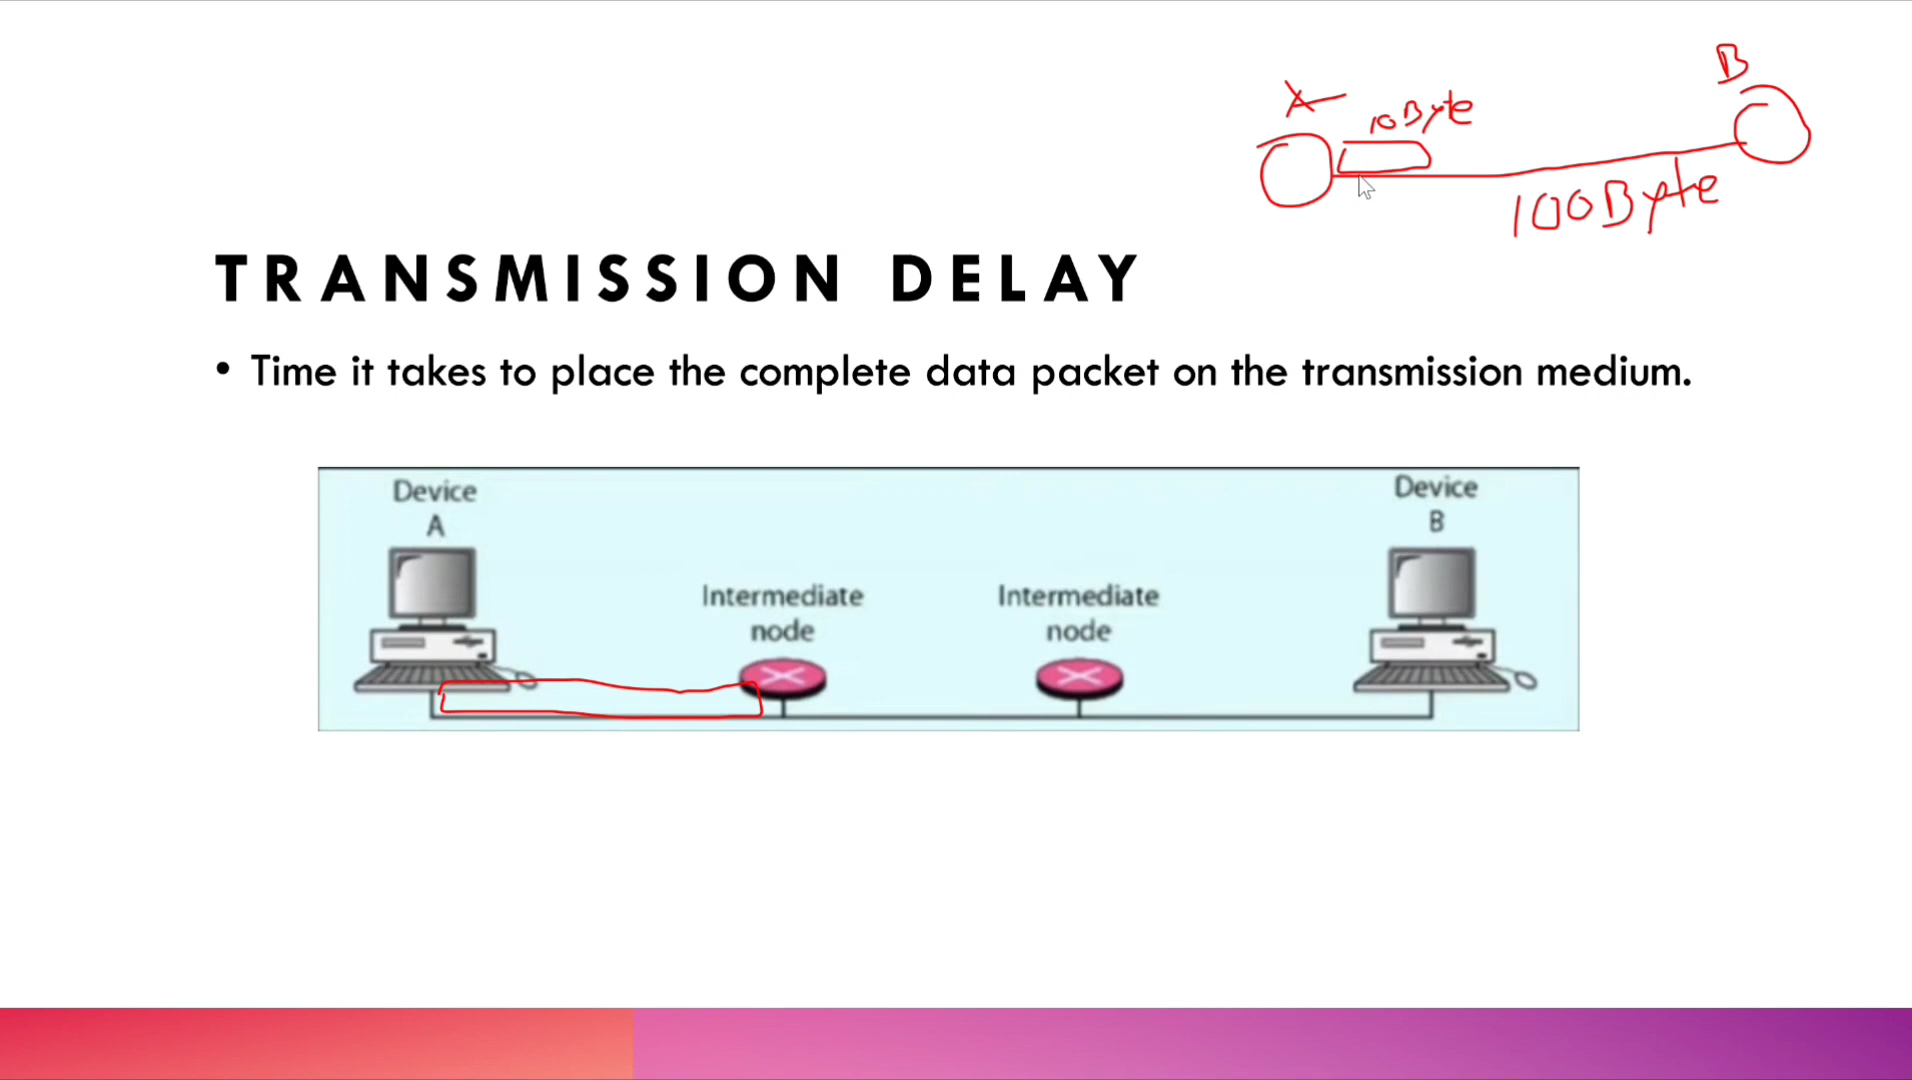 B
A
10 Byte
100 Byte
TRANSMISSION DELAY
• Time it takes to place the complete data packet on the transmission medium.
Device
A
Device
B
Intermediate
node
Intermediate
node